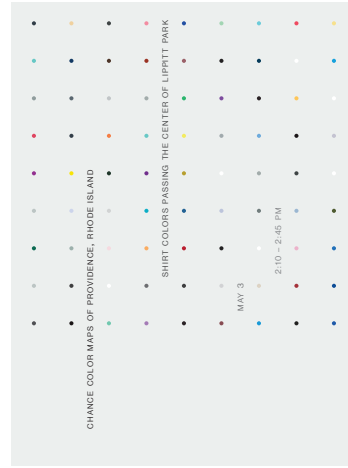 CHANCE COLOR MAPS OF PROVIDENCE, RHODE ISLAND
SHIRT COLORS PASSING THE CENTER OF LIPPITT PARK
MAY 3
2:10 – 2:45 PM